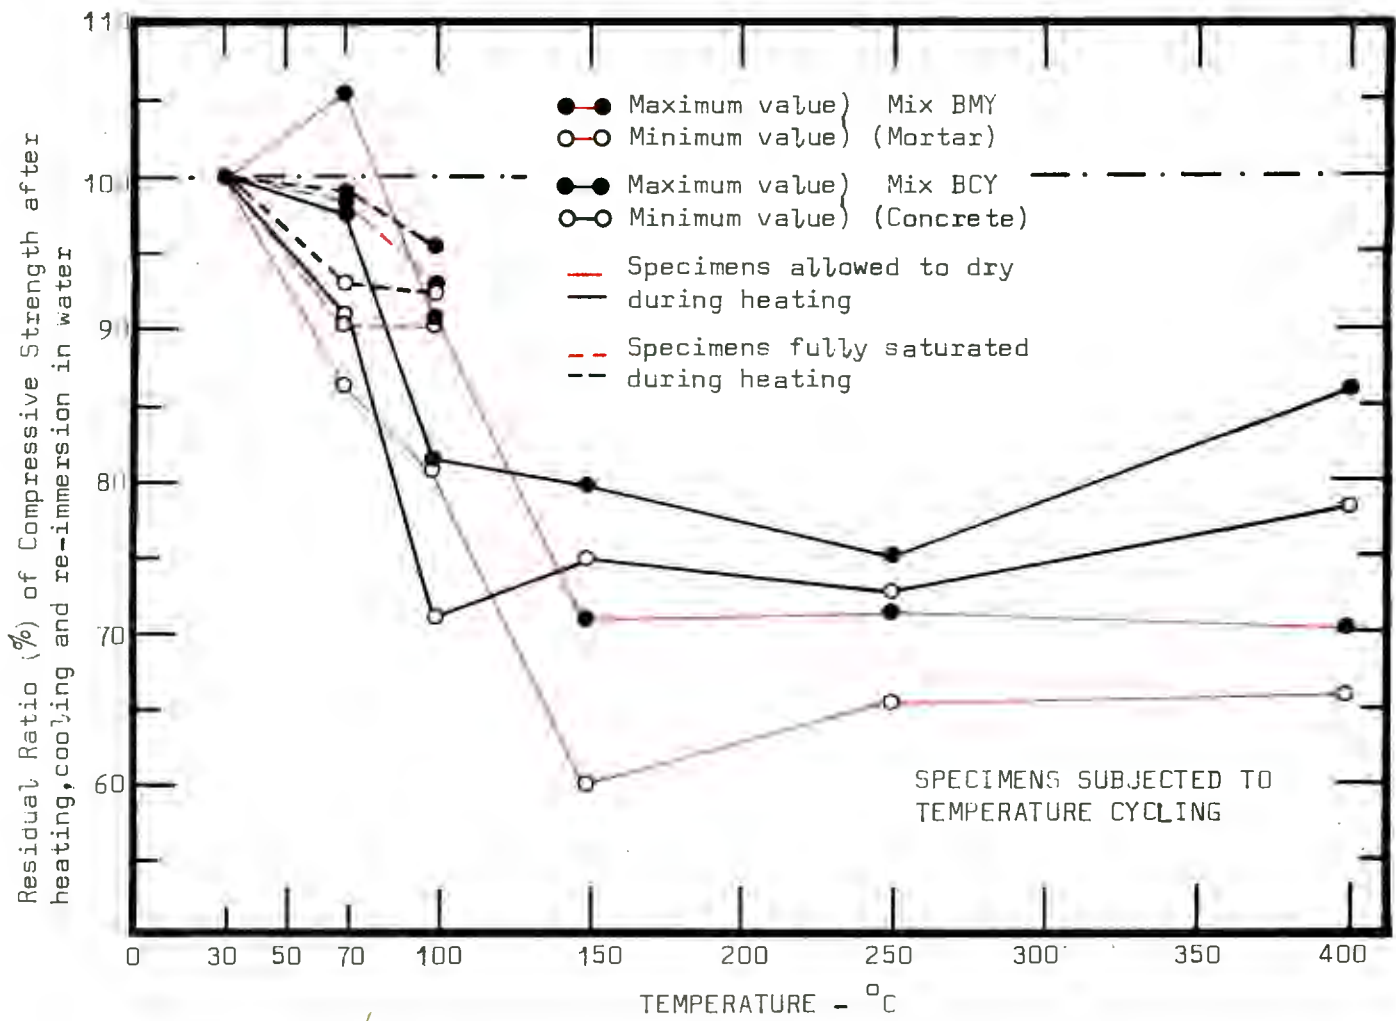 Residual Ratio (%) of Compressive Strength after
heating, cooling and re-immersion in water
110
100
90
80
70
60
Maximum value) Mix BMY
Minimum value) (Mortar)
Maximum value) Mix BCY
Minimum value) (Concrete)
Specimens allowed to dry
during heating
Specimens fully saturated
during heating
SPECIMENS SUBJECTED TO
TEMPERATURE CYCLING
0 30 50 70 100 150 200 250 300 350 400
TEMPERATURE - °C